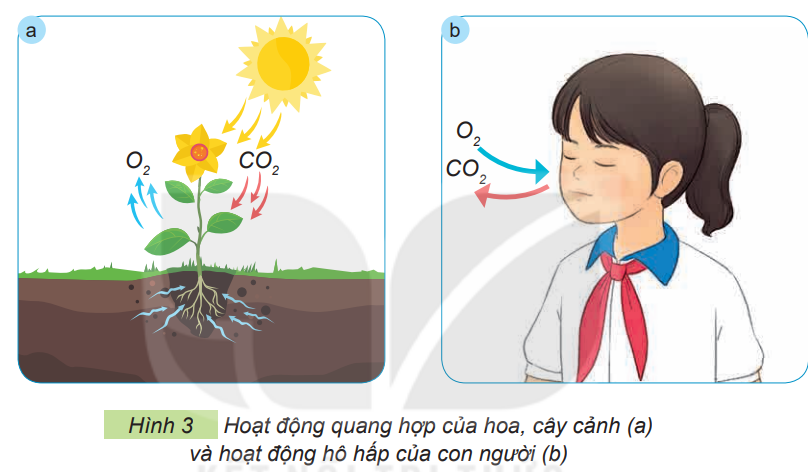 a
b
O2
CO2
O2
CO2
Hình 3 Hoạt động quang hợp của hoa, cây cảnh (a)
và hoạt động hô hấp của con người (b)